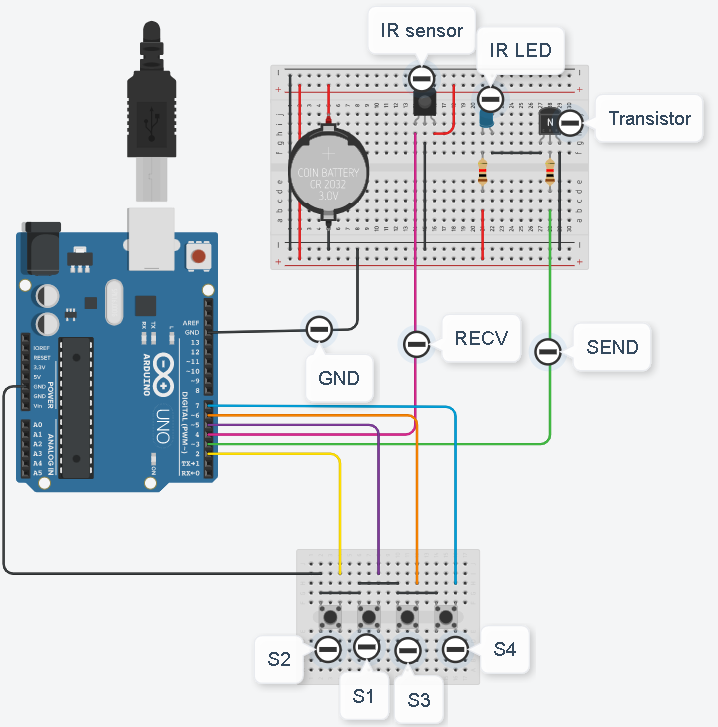 IR sensor
IR LED
Transistor
N
COIN BATTERY
CR 2032
3.0V
RECV
SEND
GND
AREF
GND
13
12
~11
~10
~9
8
7
~6
~5
4
~3
2
TX→1
RX←0
DIGITAL (PWM~)
L
TX
RX
ARDUINO
UNO
ON
IOREF
RESET
3.3V
5V
GND
GND
Vin
POWER
A0
A1
A2
A3
A4
A5
ANALOG IN
S2
S1
S3
S4